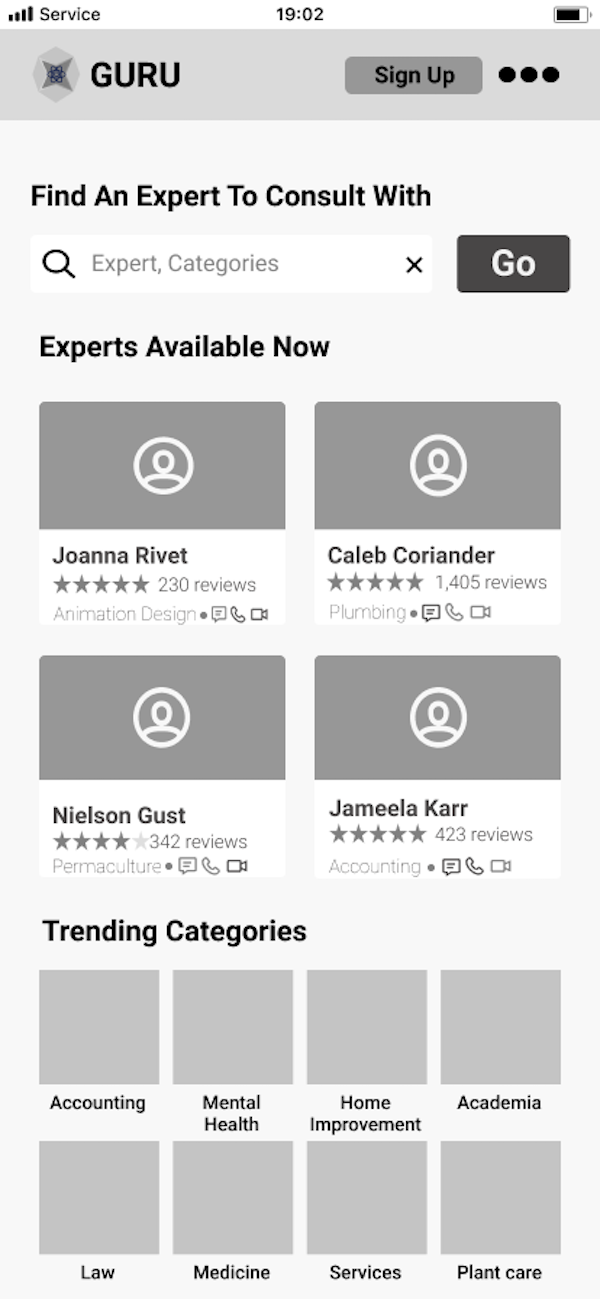 Service 19:02
GURU Sign Up
Find An Expert To Consult With
Expert, Categories Go
Experts Available Now
Joanna Rivet
230 reviews
Animation Design
Caleb Coriander
1,405 reviews
Plumbing
Nielson Gust
342 reviews
Permaculture
Jameela Karr
423 reviews
Accounting
Trending Categories
Accounting
Mental
Health
Home
Improvement
Academia
Law
Medicine
Services
Plant care